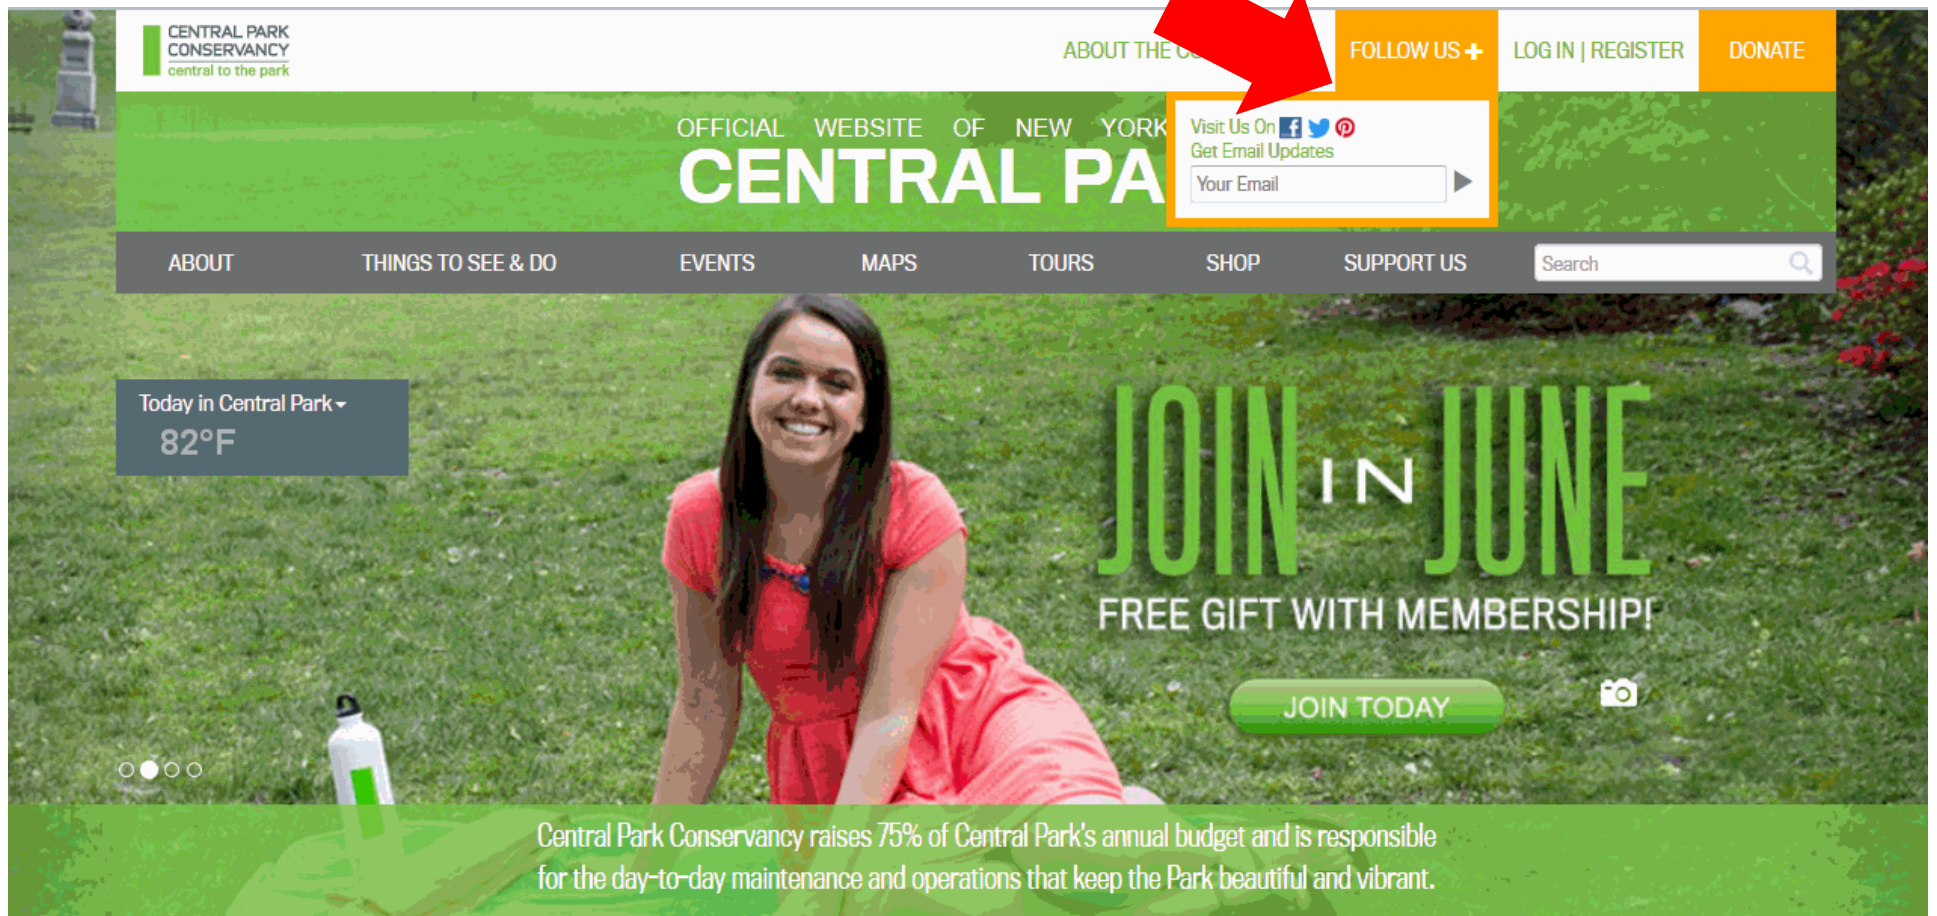 CENTRAL PARK
CONSERVANCY
central to the park
ABOUT THE
FOLLOW US +
LOG IN | REGISTER
DONATE
OFFICIAL WEBSITE OF NEW YORK
CENTRAL PA
Visit Us On
Get Email Updates
Your Email
ABOUT
THINGS TO SEE & DO
EVENTS
MAPS
TOURS
SHOP
SUPPORT US
Search
Today in Central Park
82°F
JOIN IN JUNE
FREE GIFT WITH MEMBERSHIP!
JOIN TODAY
Central Park Conservancy raises 75% of Central Park's annual budget and is responsible
for the day-to-day maintenance and operations that keep the Park beautiful and vibrant.